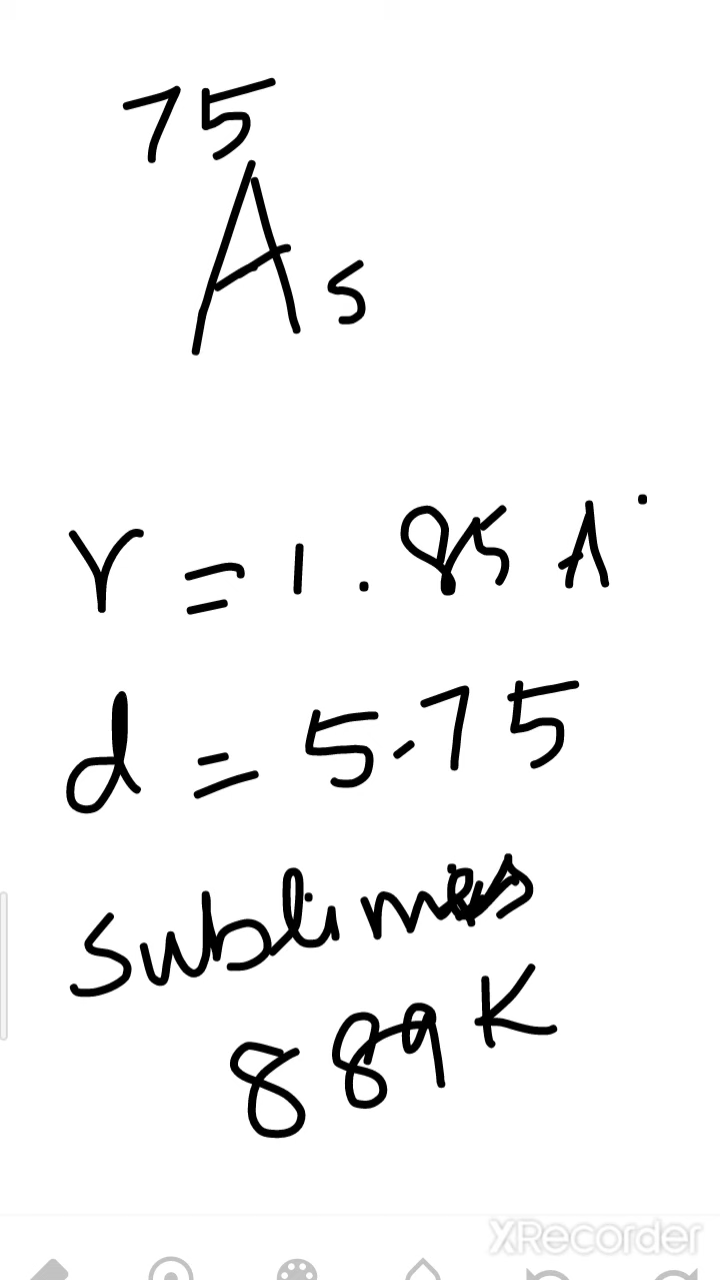 75
As
r = 1.85 A°
d = 5.75
sublimes
889 K
XRecorder